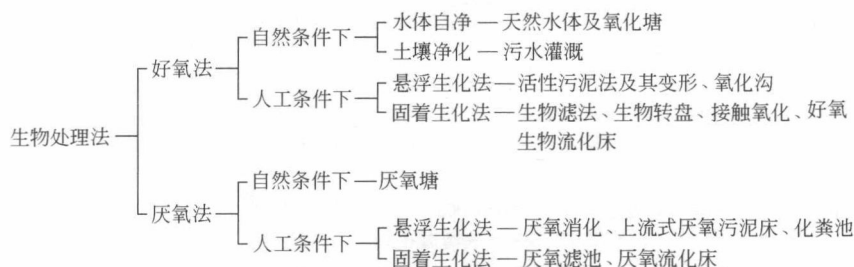 水体自净—天然水体及氧化塘
自然条件下
土壤净化—污水灌溉
好氧法
悬浮生化法—活性污泥法及其变形、氧化沟
人工条件下
固着生化法—生物滤法、生物转盘、接触氧化、好氧
生物流化床
生物处理法
自然条件下—厌氧塘
厌氧法
悬浮生化法—厌氧消化、上流式厌氧污泥床、化粪池
人工条件下
固着生化法—厌氧滤池、厌氧流化床